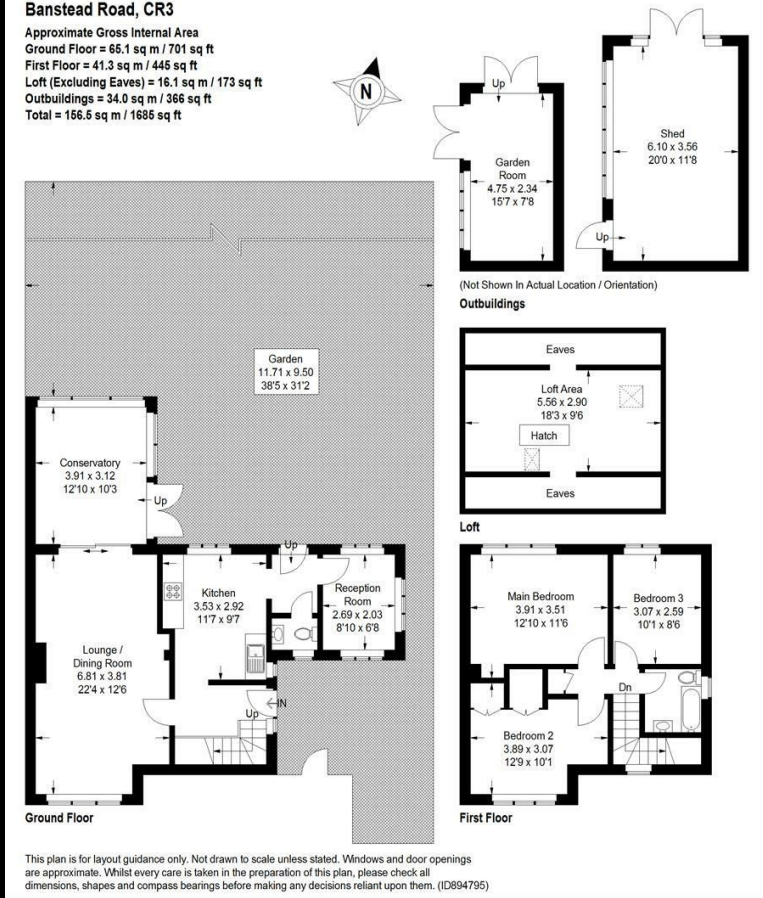 Banstead Road, CR3
Approximate Gross Internal Area
Ground Floor = 65.1 sq m / 701 sq ft
First Floor = 41.3 sq m / 445 sq ft
Loft (Excluding Eaves) = 16.1 sq m / 173 sq ft
Outbuildings = 34.0 sq m / 366 sq ft
Total = 156.5 sq m / 1685 sq ft
N
Up
Garden
Room
4.75 x 2.34
15'7 x 7'8
Shed
6.10 x 3.56
20'0 x 11'8
Up
(Not Shown In Actual Location / Orientation)
Outbuildings
Garden
11.71 x 9.50
38'5 x 31'2
Eaves
Loft Area
5.56 x 2.90
18'3 x 9'6
Hatch
Eaves
Loft
Conservatory
3.91 x 3.12
12'10 x 10'3
Up
Up
Kitchen
3.53 x 2.92
11'7 x 9'7
Reception
Room
2.69 x 2.03
8'10 x 6'8
Lounge /
Dining Room
6.81 x 3.81
22'4 x 12'6
IN
Up
Ground Floor
Main Bedroom
3.91 x 3.51
12'10 x 11'6
Bedroom 3
3.07 x 2.59
10'1 x 8'6
Dn
Bedroom 2
3.89 x 3.07
12'9 x 10'1
First Floor
This plan is for layout guidance only. Not drawn to scale unless stated. Windows and door openings
are approximate. Whilst every care is taken in the preparation of this plan, please check all
dimensions, shapes and compass bearings before making any decisions reliant upon them. (ID894795)